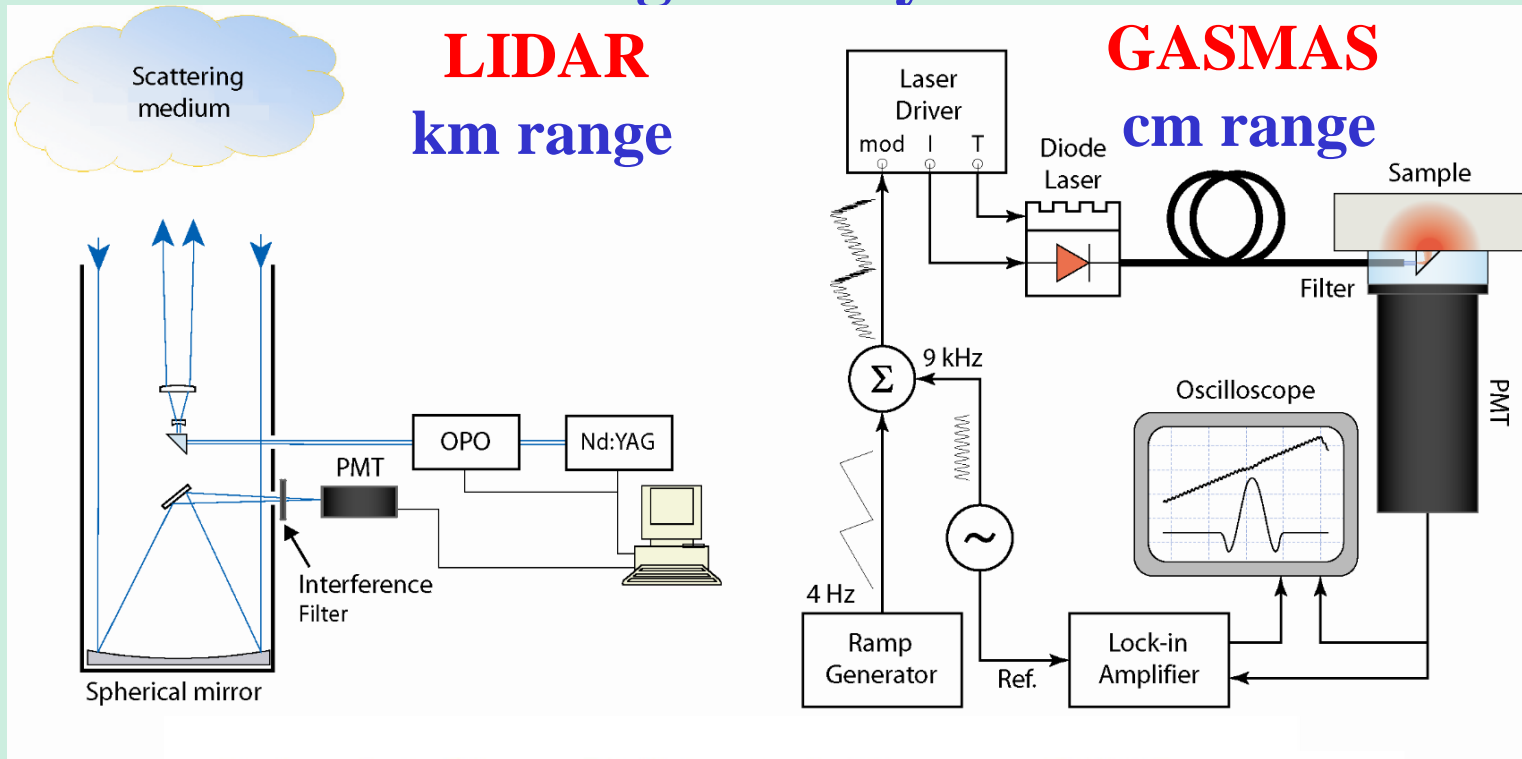 LIDAR
km range
Scattering
medium
OPO
Nd:YAG
PMT
Interference
Filter
Spherical mirror
GASMAS
cm range
Laser
Driver
mod I T
Diode
Laser
Sample
Filter
9 kHz
Σ
Oscilloscope
PMT
~
4 Hz
Ramp
Generator
Ref.
Lock-in
Amplifier